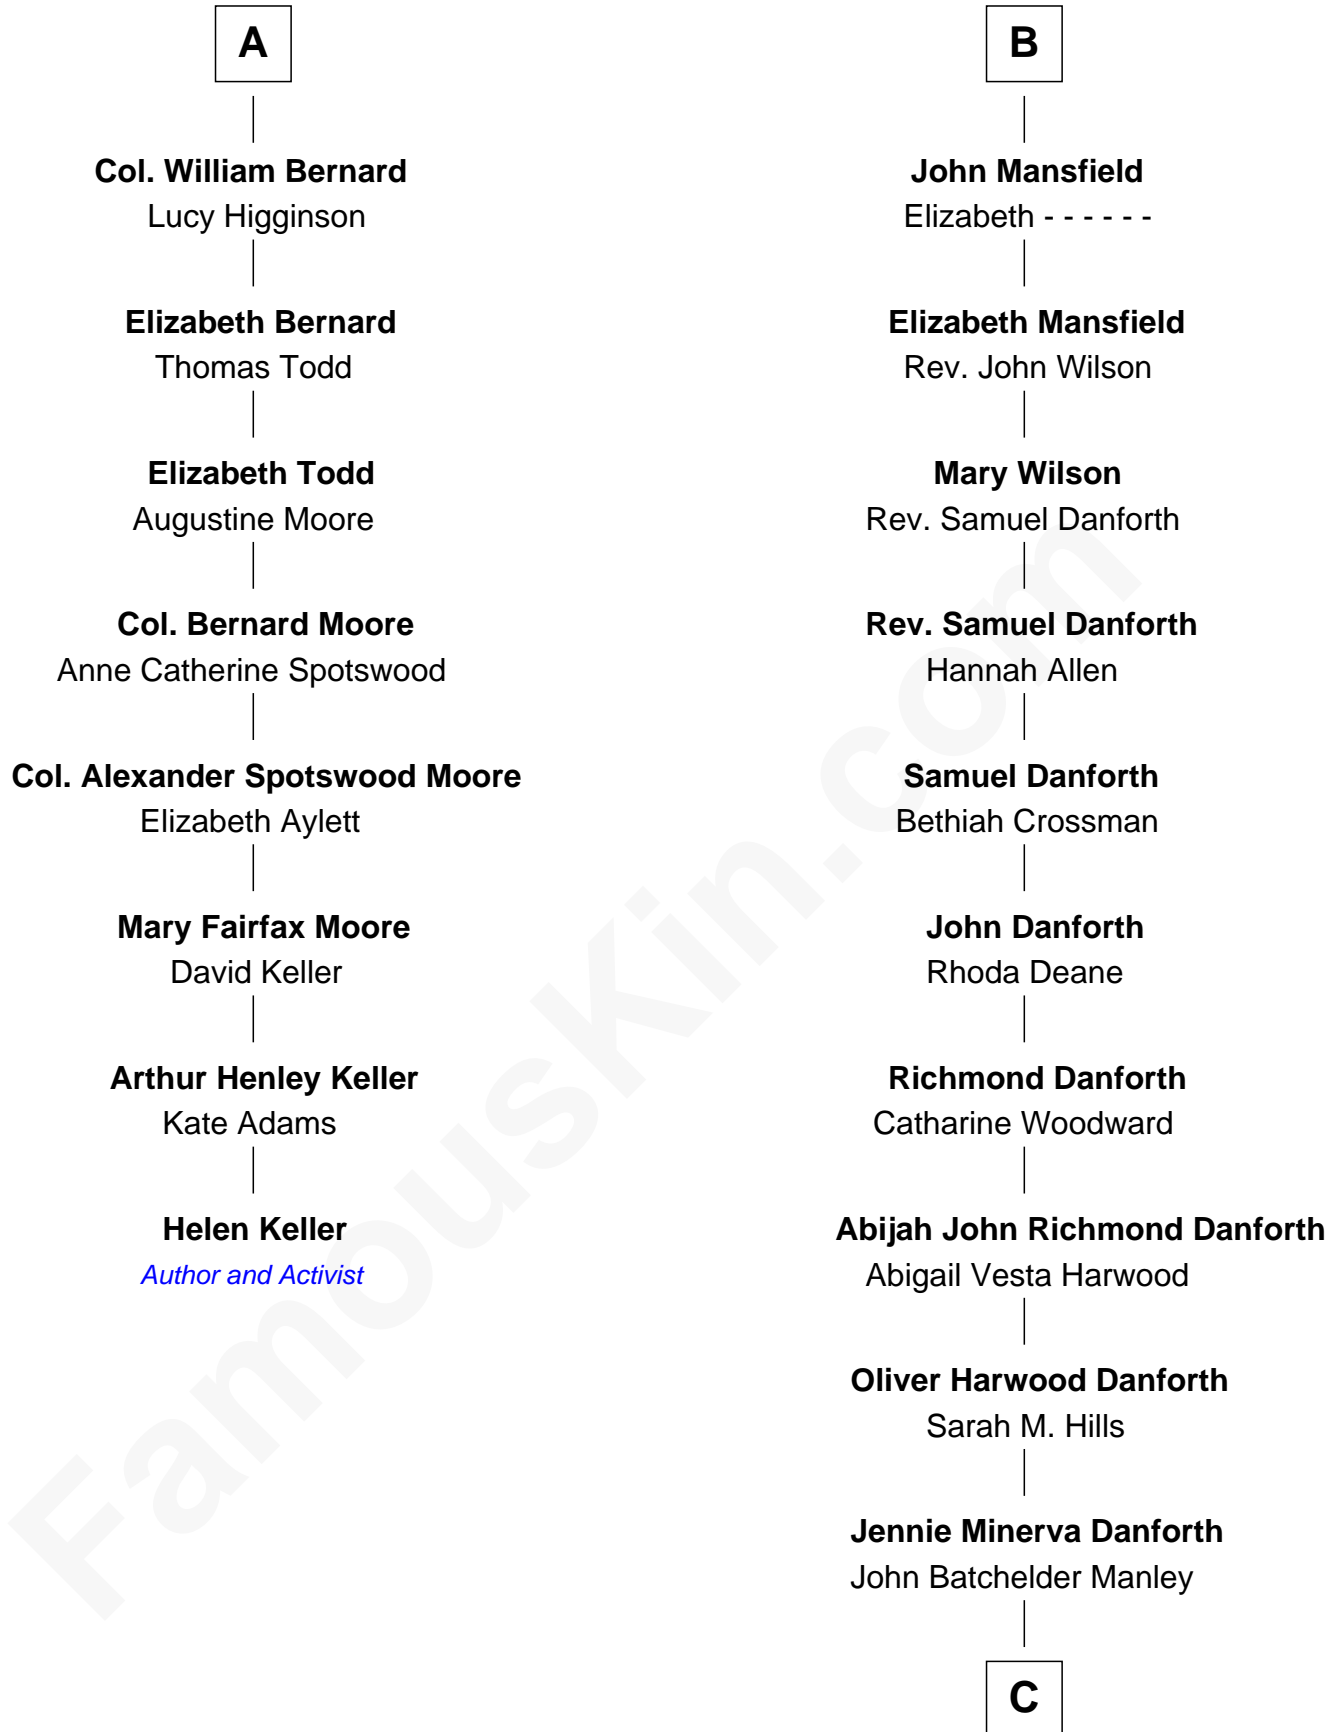 A
Col. William Bernard
Lucy Higginson
Elizabeth Bernard
Thomas Todd
Elizabeth Todd
Augustine Moore
Col. Bernard Moore
Anne Catherine Spotswood
Col. Alexander Spotswood Moore
Elizabeth Aylett
Mary Fairfax Moore
David Keller
Arthur Henley Keller
Kate Adams
Helen Keller
Author and Activist
B
John Mansfield
Elizabeth - - - - - -
Elizabeth Mansfield
Rev. John Wilson
Mary Wilson
Rev. Samuel Danforth
Rev. Samuel Danforth
Hannah Allen
Samuel Danforth
Bethiah Crossman
John Danforth
Rhoda Deane
Richmond Danforth
Catharine Woodward
Abijah John Richmond Danforth
Abigail Vesta Harwood
Oliver Harwood Danforth
Sarah M. Hills
Jennie Minerva Danforth
John Batchelder Manley
C
FamousKin.com